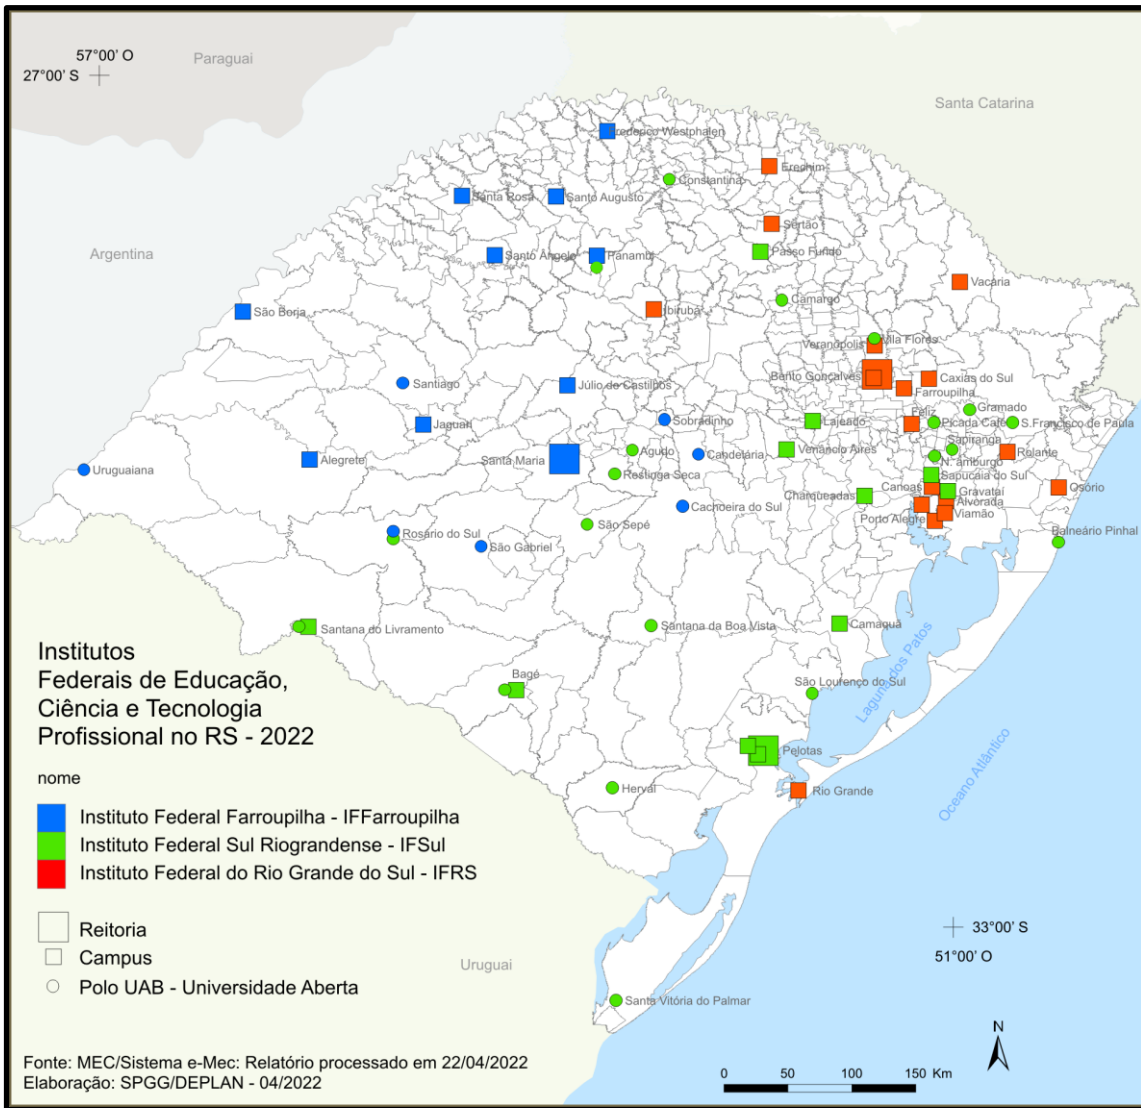 57°00' O
27°00' S
Paraguai
Santa Catarina
Argentina
Uruguai
Frederico Westphalen
Erechim
Constantina
Santa Rosa
Santo Augusto
Sertão
Santo Ângelo
Panambi
Passo Fundo
Vacaria
São Borja
Ibirubá
Camargo
Vila Flores
Veranópolis
Bento Gonçalves
Caxias do Sul
Farroupilha
Santiago
Júlio de Castilhos
Jaguari
Sobradinho
Lajeado
Feliz
Gramado
Picada Café
S.Francisco de Paula
Alegrete
Uruguaiana
Santa Maria
Agudo
Candelária
Venâncio Aires
Sapiranga
N. amburgo
Rolante
Restinga Seca
Sapucaia do Sul
Canoas
Gravataí
Osório
Charqueadas
Alvorada
Cachoeira do Sul
Porto Alegre
Viamão
São Sepé
Rosário do Sul
São Gabriel
Balneário Pinhal
Santana do Livramento
Santana da Boa Vista
Camaquã
Bagé
São Lourenço do Sul
Laguna dos Patos
Pelotas
Herval
Rio Grande
Oceano Atlântico
Santa Vitória do Palmar
Institutos
Federais de Educação,
Ciência e Tecnologia
Profissional no RS - 2022
nome
Instituto Federal Farroupilha - IFFarroupilha
Instituto Federal Sul Riograndense - IFSul
Instituto Federal do Rio Grande do Sul - IFRS
Reitoria
Campus
Polo UAB - Universidade Aberta
33°00' S
51°00' O
N
0 50 100 150 Km
Fonte: MEC/Sistema e-Mec: Relatório processado em 22/04/2022
Elaboração: SPGG/DEPLAN - 04/2022